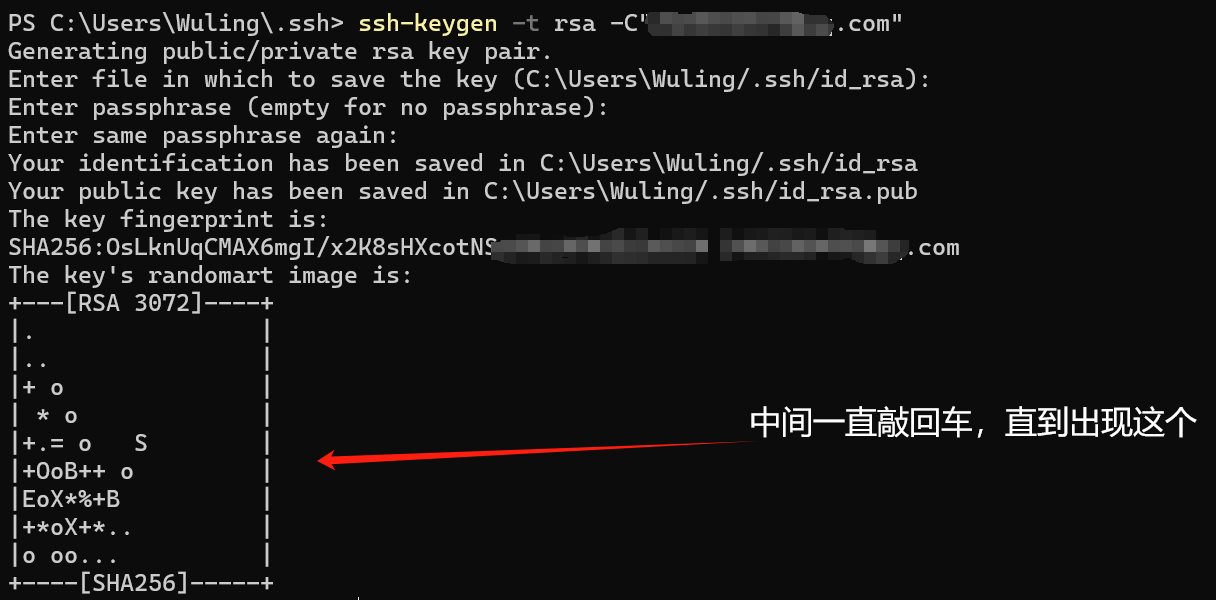 PS C:\Users\Wuling\.ssh> ssh-keygen -t rsa -C" .com"
Generating public/private rsa key pair.
Enter file in which to save the key (C:\Users\Wuling/.ssh/id_rsa):
Enter passphrase (empty for no passphrase):
Enter same passphrase again:
Your identification has been saved in C:\Users\Wuling/.ssh/id_rsa
Your public key has been saved in C:\Users\Wuling/.ssh/id_rsa.pub
The key fingerprint is:
SHA256:OsLknUqCMAX6mgI/x2K8sHXcotNS .com
The key's randomart image is:
+---[RSA 3072]----+
|.                |
|..               |
|+ o              |
| * o             |
|+.= o   S        |
中间一直敲回车，直到出现这个
|+OoB++ o         |
|EoX*%+B          |
|+*oX+*..         |
|o oo...          |
+----[SHA256]-----+